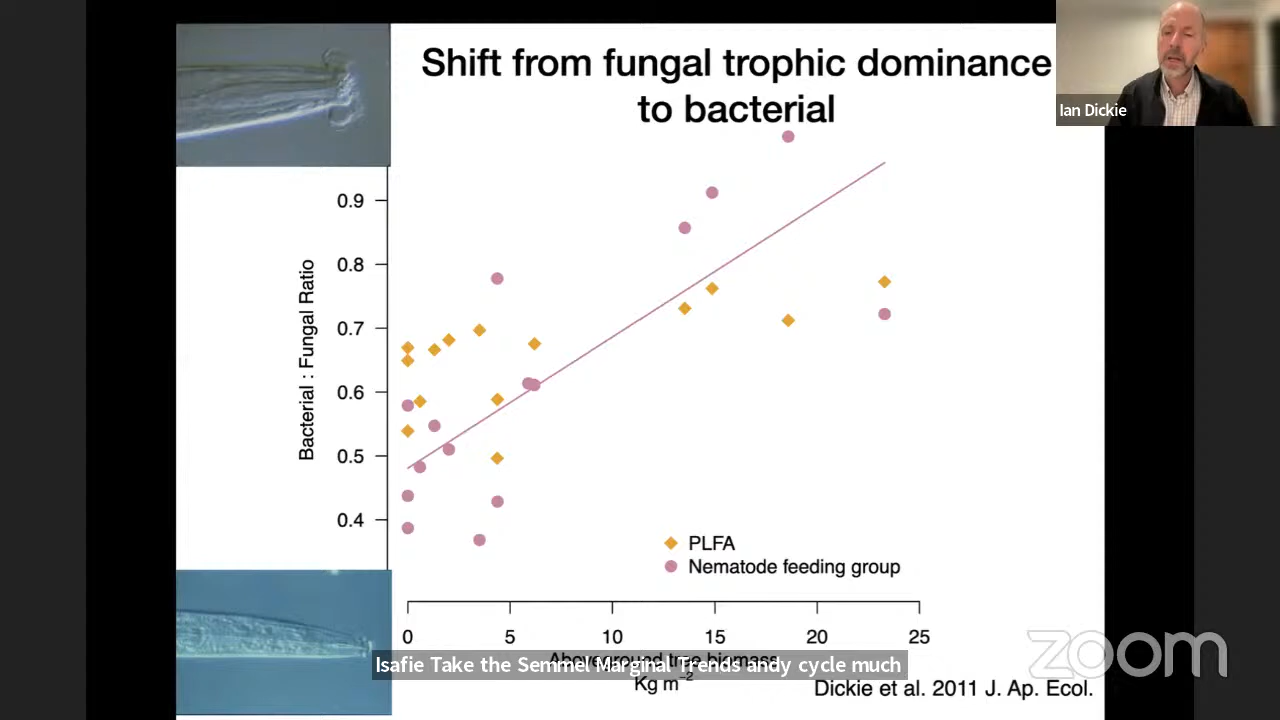 Shift from fungal trophic dominance
to bacterial
Ian Dickie
0.9
0.8
0.7
0.6
0.5
0.4
Bacterial : Fungal Ratio
PLFA
Nematode feeding group
0 5 10 15 20 25
Aboveground tree biomass
Isafie Take the Semmel Marginal Trends andy cycle much
Kg m⁻²
zoom
Dickie et al. 2011 J. Ap. Ecol.